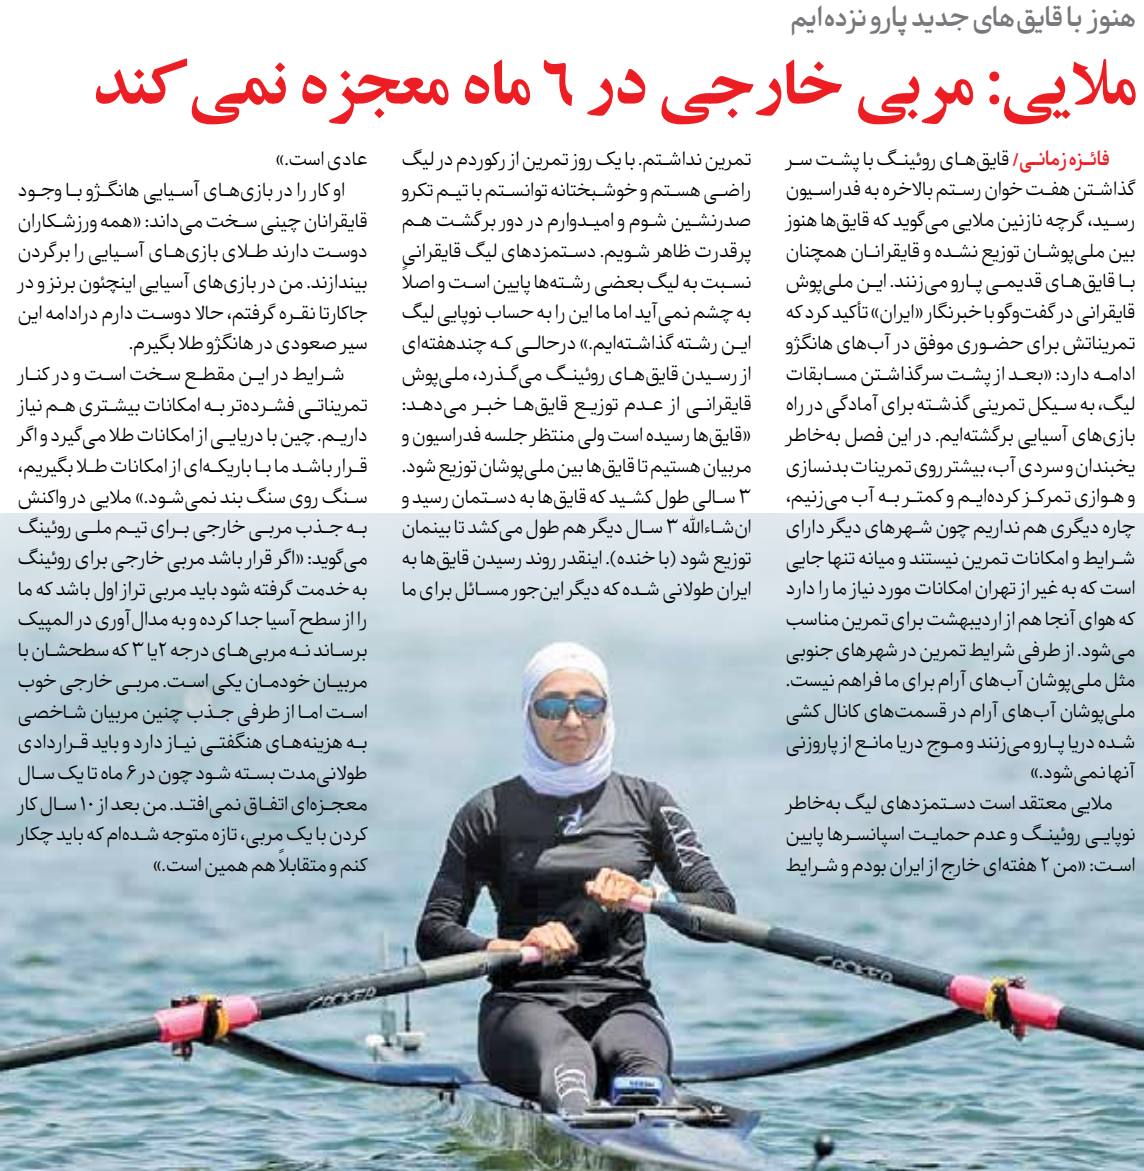 هنوز با قایق‌های جدید پارو نزده‌ایم
ملایی: مربی خارجی در ۶ ماه معجزه نمی کند
فائزه زمانی/ قایق‌های روئینگ با پشت سر
گذاشتن هفت خوان رستم بالاخره به فدراسیون
رسید، گرچه نازنین ملایی می‌گوید که قایق‌ها هنوز
بین ملی‌پوشان توزیع نشده و قایقرانان همچنان
با قایق‌های قدیمی پارو می‌زنند. این ملی‌پوش
قایقرانی در گفت‌وگو با خبرنگار «ایران» تأکید کرد که
تمریناتش برای حضوری موفق در آب‌های هانگژو
ادامه دارد: «بعد از پشت سرگذاشتن مسابقات
لیگ، به سیکل تمرینی گذشته برای آمادگی در راه
بازی‌های آسیایی برگشته‌ایم. در این فصل به‌خاطر
یخبندان و سردی آب، بیشتر روی تمرینات بدنسازی
و هوازی تمرکز کرده‌ایم و کمتر به آب می‌زنیم،
چاره دیگری هم نداریم چون شهرهای دیگر دارای
شرایط و امکانات تمرین نیستند و میانه تنها جایی
است که به غیر از تهران امکانات مورد نیاز ما را دارد
که هوای آنجا هم از اردیبهشت برای تمرین مناسب
می‌شود. از طرفی شرایط تمرین در شهرهای جنوبی
مثل ملی‌پوشان آب‌های آرام برای ما فراهم نیست.
ملی‌پوشان آب‌های آرام در قسمت‌های کانال کشی
شده دریا پارو می‌زنند و موج دریا مانع از پاروزنی
آنها نمی‌شود.»
ملایی معتقد است دستمزدهای لیگ به‌خاطر
نوپایی روئینگ و عدم حمایت اسپانسرها پایین
است: «من ۲ هفته‌ای خارج از ایران بودم و شرایط
تمرین نداشتم. با یک روز تمرین از رکوردم در لیگ
راضی هستم و خوشبختانه توانستم با تیم تکرو
صدرنشین شوم و امیدوارم در دور برگشت هم
پرقدرت ظاهر شویم. دستمزدهای لیگ قایقرانی
نسبت به لیگ بعضی رشته‌ها پایین است و اصلاً
به چشم نمی‌آید اما ما این را به حساب نوپایی لیگ
این رشته گذاشته‌ایم.» درحالی که چندهفته‌ای
از رسیدن قایق‌های روئینگ می‌گذرد، ملی‌پوش
قایقرانی از عدم توزیع قایق‌ها خبر می‌دهد:
«قایق‌ها رسیده است ولی منتظر جلسه فدراسیون و
مربیان هستیم تا قایق‌ها بین ملی‌پوشان توزیع شود.
۳ سالی طول کشید که قایق‌ها به دستمان رسید و
ان‌شاءالله ۳ سال دیگر هم طول می‌کشد تا بینمان
توزیع شود (با خنده). اینقدر روند رسیدن قایق‌ها به
ایران طولانی شده که دیگر این‌جور مسائل برای ما
عادی است.»
او کار را در بازی‌های آسیایی هانگژو با وجود
قایقرانان چینی سخت می‌داند: «همه ورزشکاران
دوست دارند طلای بازی‌های آسیایی را برگردن
بیندازند. من در بازی‌های آسیایی اینچئون برنز و در
جاکارتا نقره گرفتم، حالا دوست دارم درادامه این
سیر صعودی در هانگژو طلا بگیرم.
شرایط در این مقطع سخت است و در کنار
تمریناتی فشرده‌تر به امکانات بیشتری هم نیاز
داریم. چین با دریایی از امکانات طلا می‌گیرد و اگر
قرار باشد ما با باریکه‌ای از امکانات طلا بگیریم،
سنگ روی سنگ بند نمی‌شود.» ملایی در واکنش
به جذب مربی خارجی برای تیم ملی روئینگ
می‌گوید: «اگر قرار باشد مربی خارجی برای روئینگ
به خدمت گرفته شود باید مربی تراز اول باشد که ما
را از سطح آسیا جدا کرده و به مدال‌آوری در المپیک
برساند نه مربی‌های درجه ۲یا ۳ که سطحشان با
مربیان خودمان یکی است. مربی خارجی خوب
است اما از طرفی جذب چنین مربیان شاخصی
به هزینه‌های هنگفتی نیاز دارد و باید قراردادی
طولانی‌مدت بسته شود چون در ۶ ماه تا یک سال
معجزه‌ای اتفاق نمی‌افتد. من بعد از ۱۰ سال کار
کردن با یک مربی، تازه متوجه شده‌ام که باید چکار
کنم و متقابلاً هم همین است.»
CROKER
CROKER